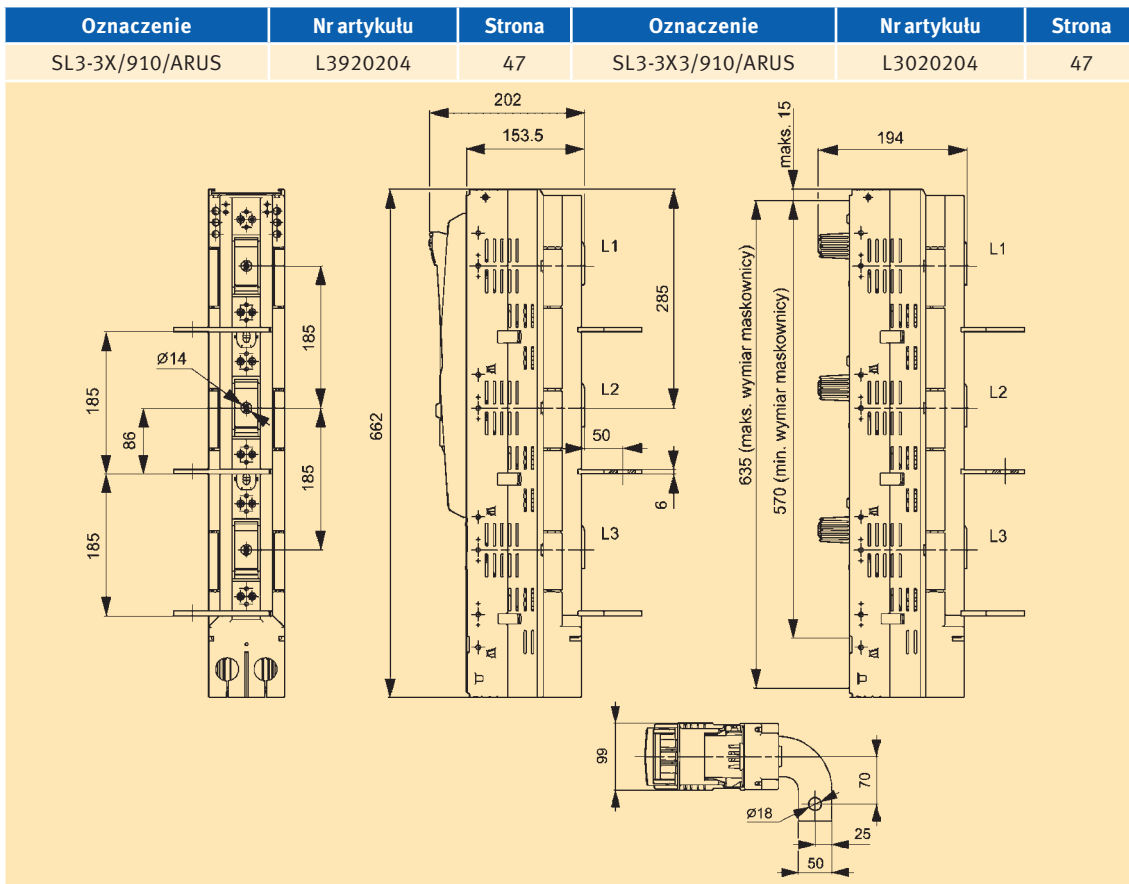 Oznaczenie Nr artykułu Strona Oznaczenie Nr artykułu Strona
SL3-3X/910/ARUS L3920204 47 SL3-3X3/910/ARUS L3020204 47
202
153.5
maks. 15
194
L1
L1
185
285
Ø14
185
86
662
L2
L2
635 (maks. wymiar maskownicy)
570 (min. wymiar maskownicy)
50
185
6
185
L3
L3
99
70
Ø18
25
50